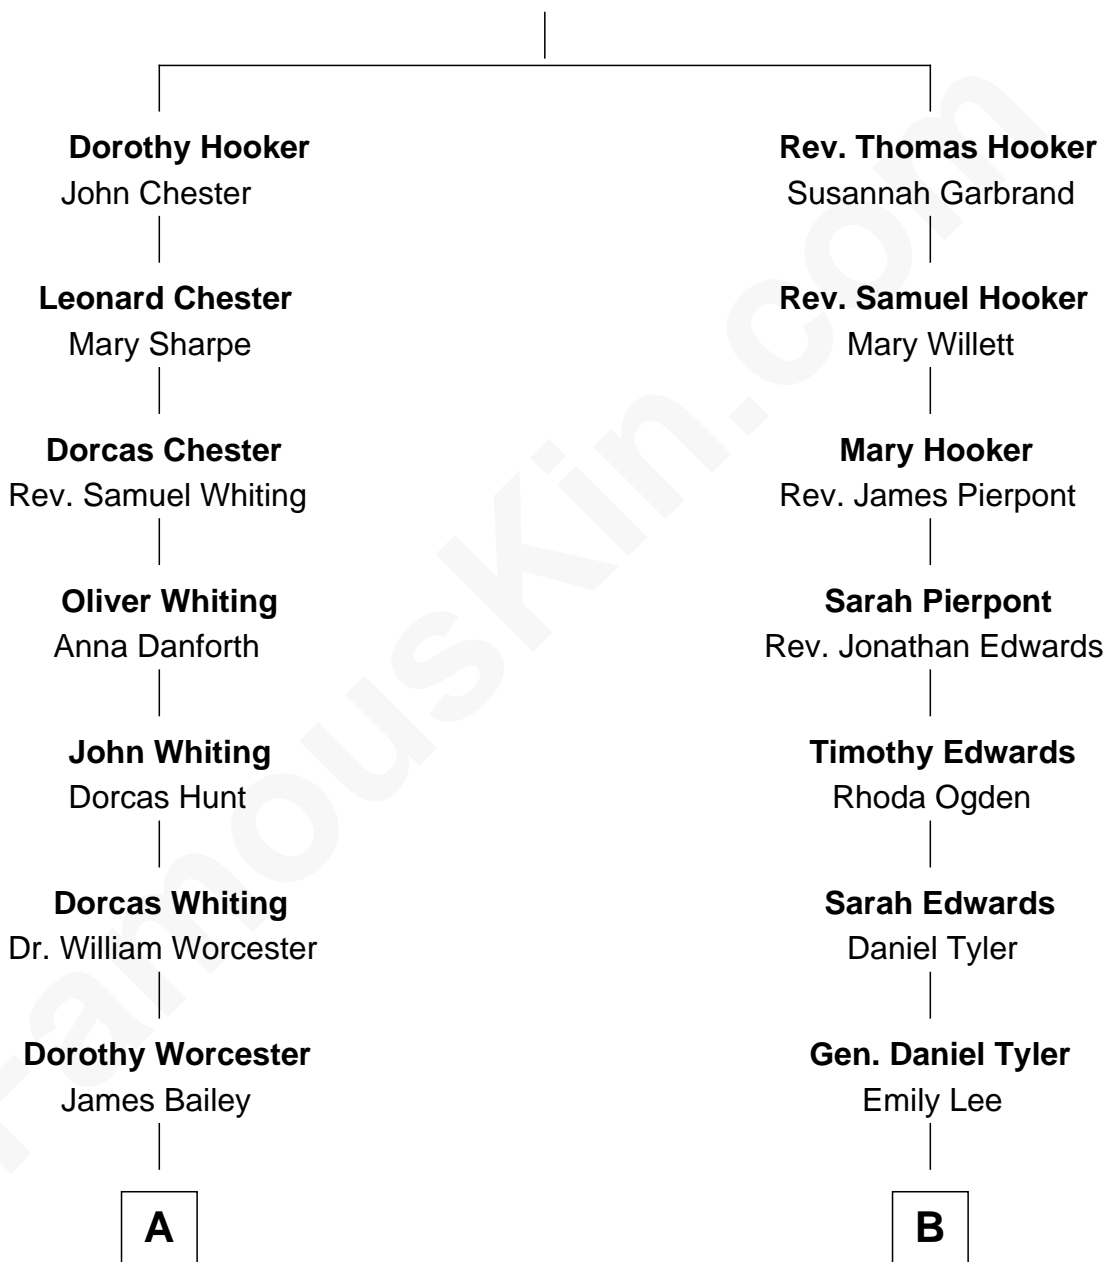 Dorothy Hooker
John Chester
Leonard Chester
Mary Sharpe
Dorcas Chester
Rev. Samuel Whiting
Oliver Whiting
Anna Danforth
John Whiting
Dorcas Hunt
Dorcas Whiting
Dr. William Worcester
Dorothy Worcester
James Bailey
A
Rev. Thomas Hooker
Susannah Garbrand
Rev. Samuel Hooker
Mary Willett
Mary Hooker
Rev. James Pierpont
Sarah Pierpont
Rev. Jonathan Edwards
Timothy Edwards
Rhoda Ogden
Sarah Edwards
Daniel Tyler
Gen. Daniel Tyler
Emily Lee
B
FamousKin.com